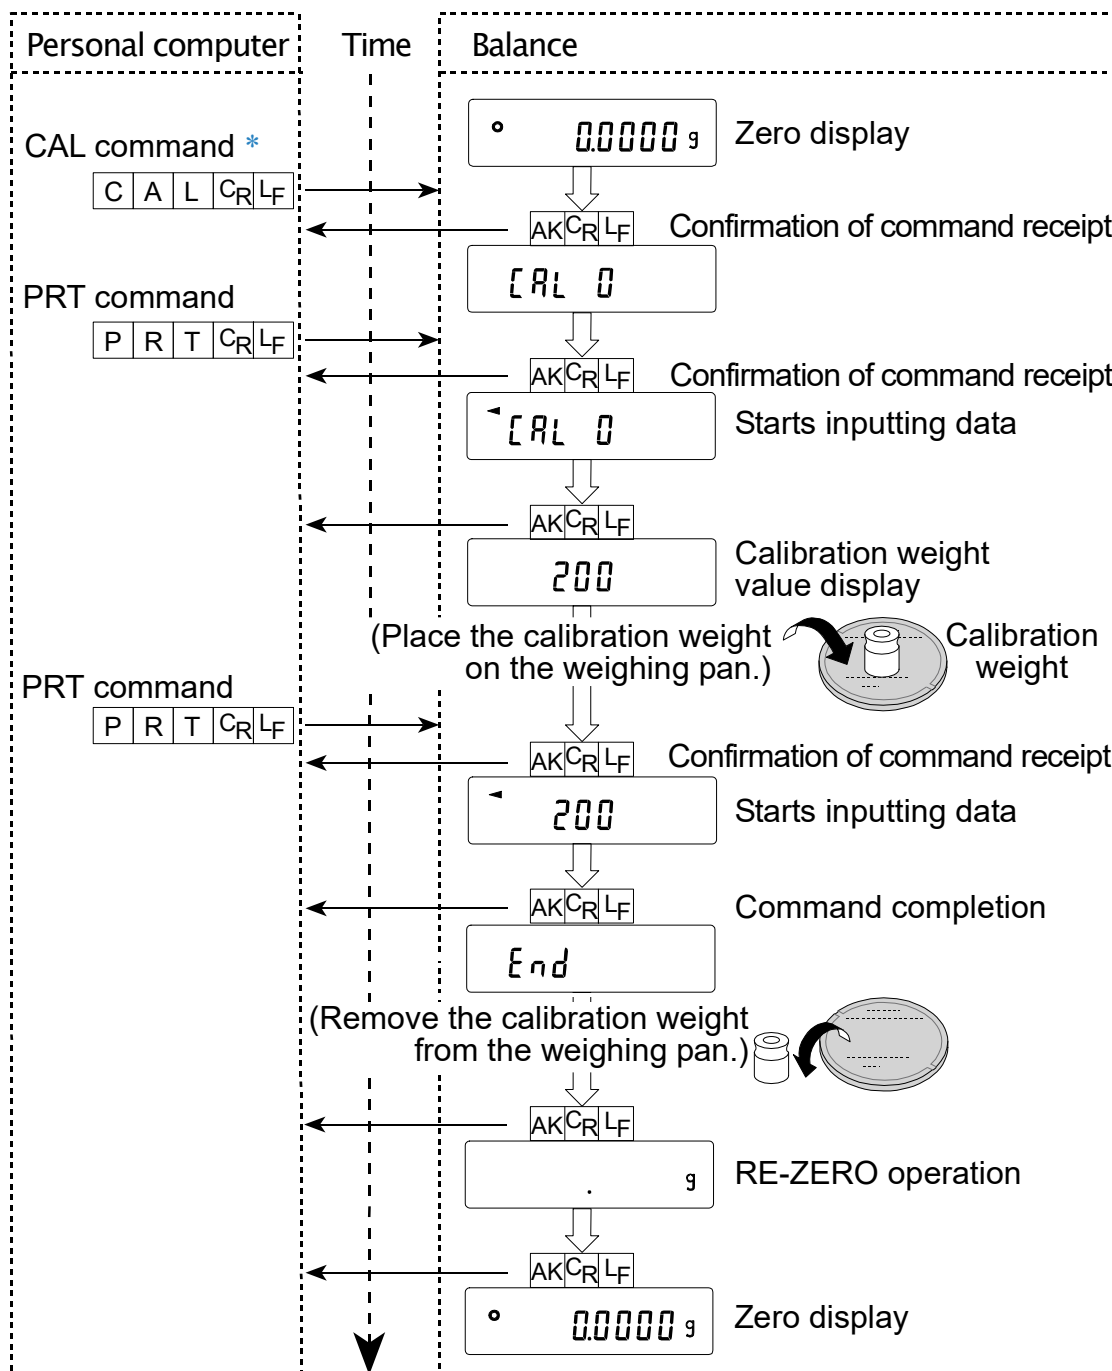 Personal computer Time Balance
0.0000 g Zero display
CAL command *
C A L CR LF
AK CR LF Confirmation of command receipt
CAL 0
PRT command
P R T CR LF
AK CR LF Confirmation of command receipt
CAL 0 Starts inputting data
AK CR LF
200 Calibration weight
value display
(Place the calibration weight
on the weighing pan.)
Calibration
weight
PRT command
P R T CR LF
AK CR LF Confirmation of command receipt
200 Starts inputting data
AK CR LF Command completion
End
(Remove the calibration weight
from the weighing pan.)
AK CR LF
. g RE-ZERO operation
AK CR LF
0.0000 g Zero display